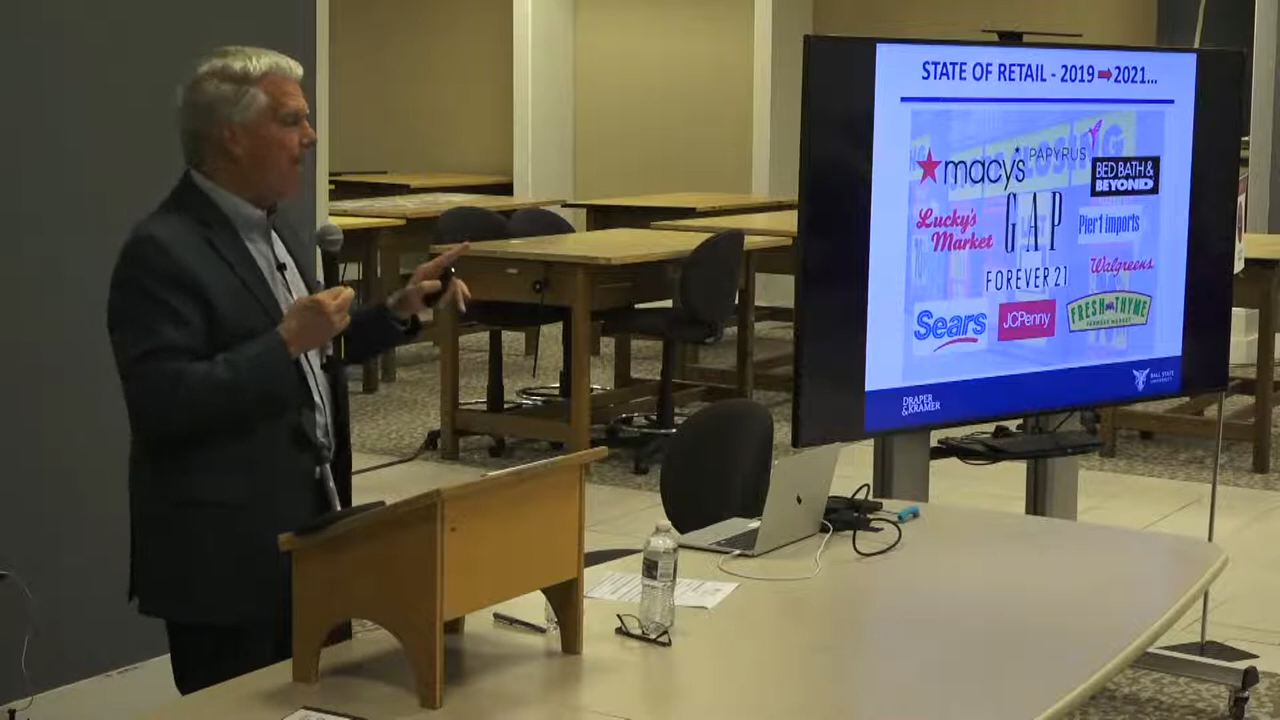 STATE OF RETAIL - 2019 ➡ 2021...
macy's
PAPYRUS
BED BATH &
BEYOND
Lucky's
Market
GAP
Pier 1 imports
FOREVER 21
Walgreens
Sears
JCPenny
FRESH THYME
FARMERS MARKET
DRAPER
&KRAMER
BALL STATE
UNIVERSITY